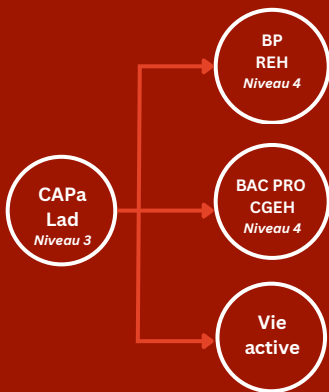 BP
REH
Niveau 4
CAPa
Lad
Niveau 3
BAC PRO
CGEH
Niveau 4
Vie
active